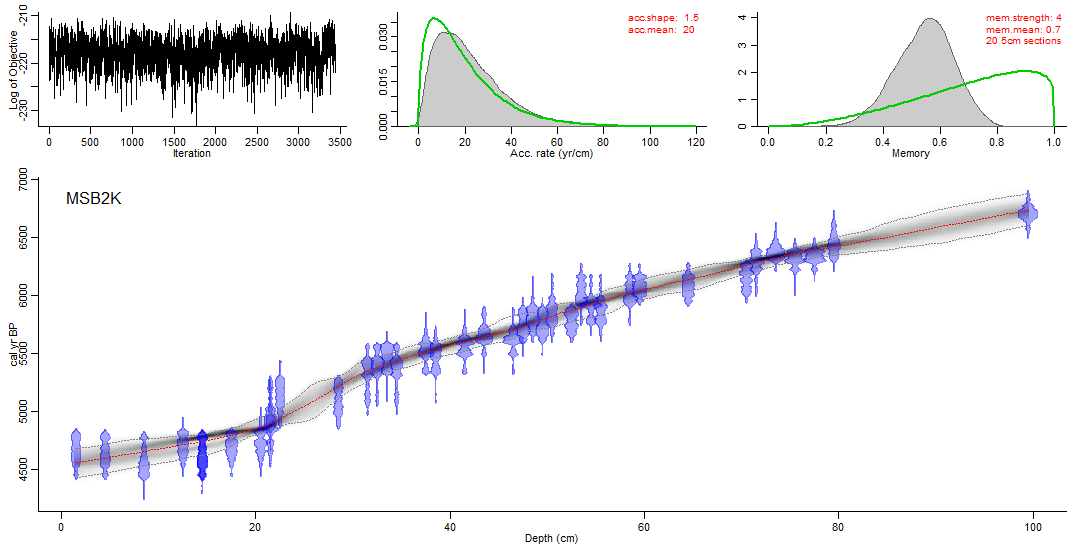 -230 -220 -210
Log of Objective
0 500 1000 1500 2000 2500 3000 3500
Iteration
0.000 0.015 0.030
acc.shape: 1.5
acc.mean: 20
0 20 40 60 80 100 120
Acc. rate (yr/cm)
0 1 2 3 4
mem.strength: 4
mem.mean: 0.7
20 5cm sections
0.0 0.2 0.4 0.6 0.8 1.0
Memory
MSB2K
4500 5000 5500 6000 6500 7000
cal yr BP
0 20 40 60 80 100
Depth (cm)